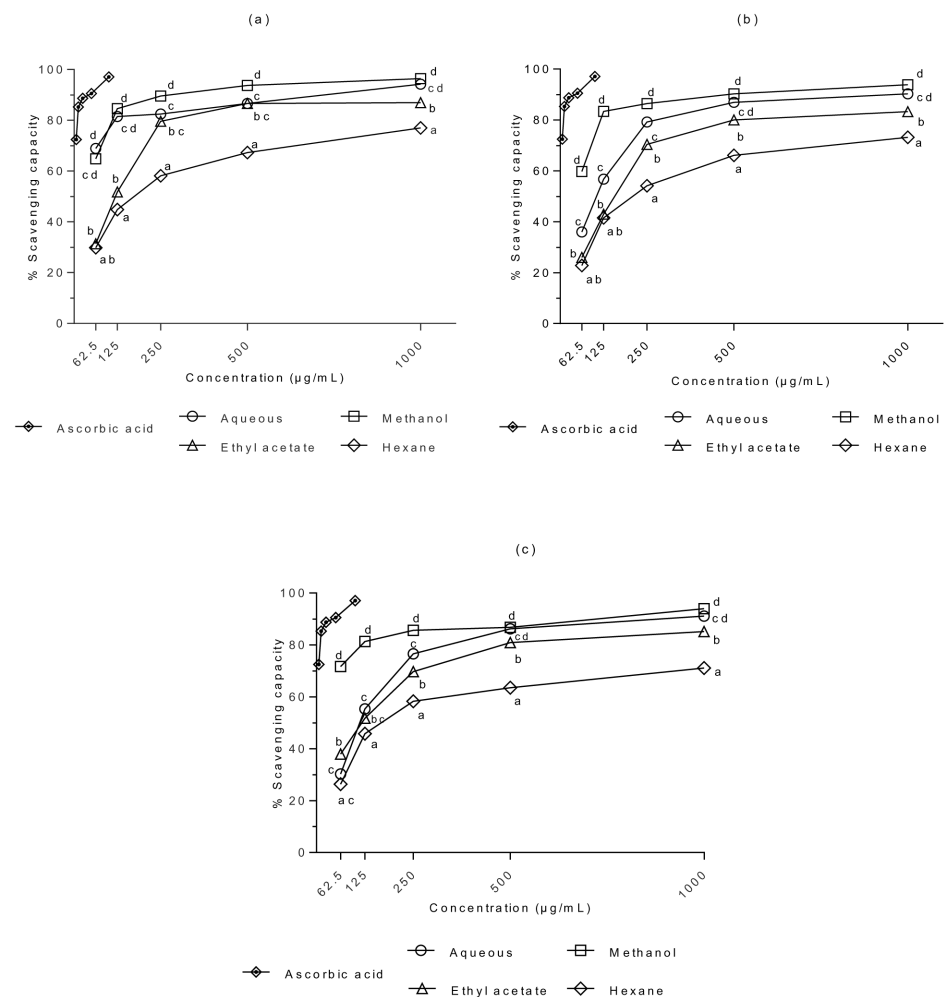 (a)
% Scavenging capacity
100
80
60
40
20
0
d
d
d
d
d
c d
c d
c
b c
c
b c
c d
b
b
b
a b
a
a
a
a
62.5
125
250
500
1000
Concentration (µg/mL)
Ascorbic acid
Aqueous
Methanol
Ethyl acetate
Hexane
(b)
% Scavenging capacity
100
80
60
40
20
0
d
d
d
d
d
c
c
c
c d
c d
b
b
b
b
b
a b
a b
a
a
a
62.5
125
250
500
1000
Concentration (µg/mL)
Ascorbic acid
Aqueous
Methanol
Ethyl acetate
Hexane
(c)
% Scavenging capacity
100
80
60
40
20
0
d
d
d
d
d
c
c
c
c d
c d
b
b c
b
b
b
a c
a
a
a
a
62.5
125
250
500
1000
Concentration (µg/mL)
Ascorbic acid
Aqueous
Methanol
Ethyl acetate
Hexane